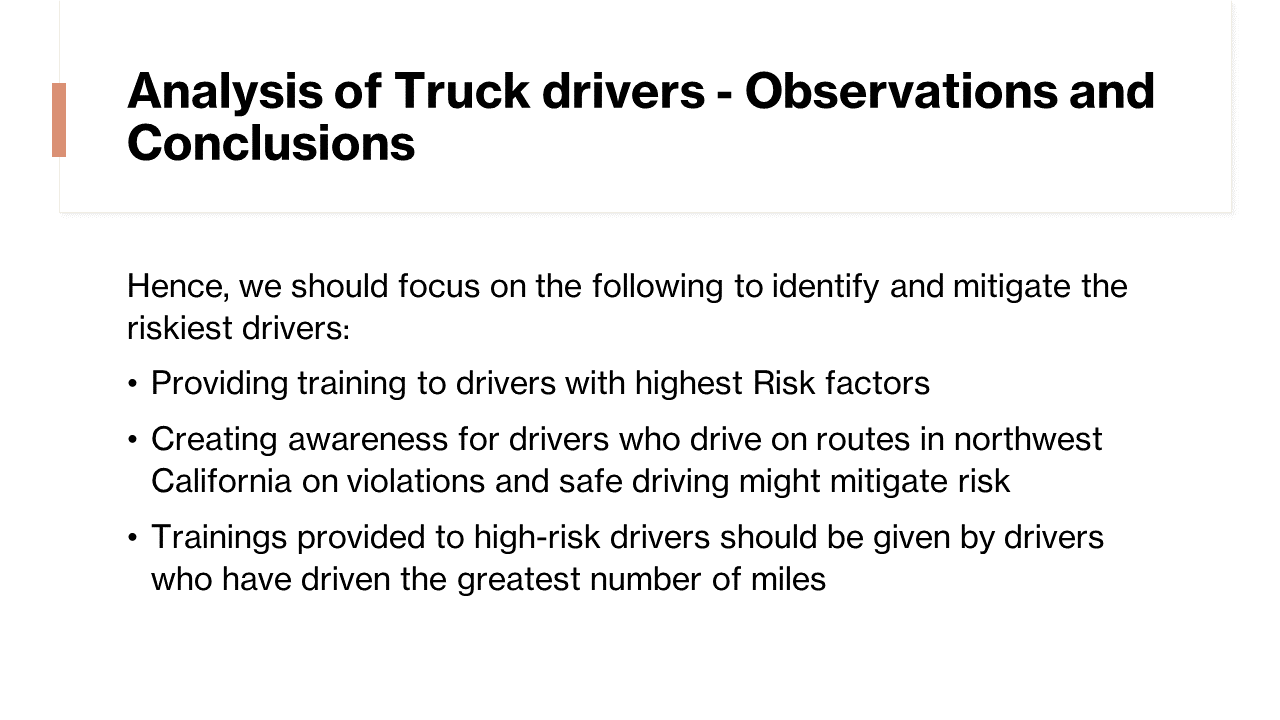 Analysis of Truck drivers - Observations and
Conclusions
Hence, we should focus on the following to identify and mitigate the
riskiest drivers:
• Providing training to drivers with highest Risk factors
• Creating awareness for drivers who drive on routes in northwest
California on violations and safe driving might mitigate risk
• Trainings provided to high-risk drivers should be given by drivers
who have driven the greatest number of miles